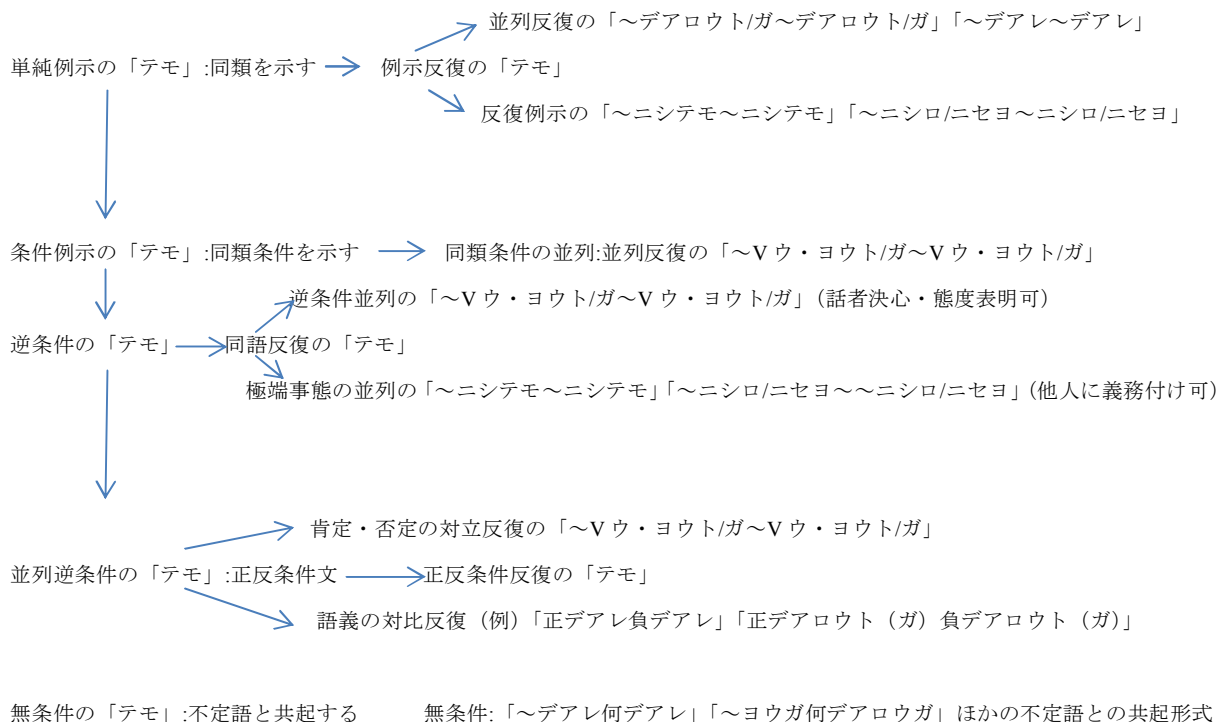 並列反復の「～デアロウト/ガ～デアロウト/ガ」「～デアレ～デアレ」
単純例示の「テモ」:同類を示す 例示反復の「テモ」
反復例示の「～ニシテモ～ニシテモ」「～ニシロ/ニセヨ～ニシロ/ニセヨ」
条件例示の「テモ」:同類条件を示す 同類条件の並列:並列反復の「～V ウ・ヨウト/ガ～V ウ・ヨウト/ガ」
逆条件並列の「～V ウ・ヨウト/ガ～V ウ・ヨウト/ガ」(話者決心・態度表明可)
逆条件の「テモ」 同語反復の「テモ」
極端事態の並列の「～ニシテモ～ニシテモ」「～ニシロ/ニセヨ～～ニシロ/ニセヨ」(他人に義務付け可)
肯定・否定の対立反復の「～V ウ・ヨウト/ガ～V ウ・ヨウト/ガ」
並列逆条件の「テモ」:正反条件文 正反条件反復の「テモ」
語義の対比反復（例）「正デアレ負デアレ」「正デアロウト（ガ）負デアロウト（ガ）」
無条件の「テモ」:不定語と共起する 無条件:「～デアレ何デアレ」「～ヨウガ何デアロウガ」ほかの不定語との共起形式